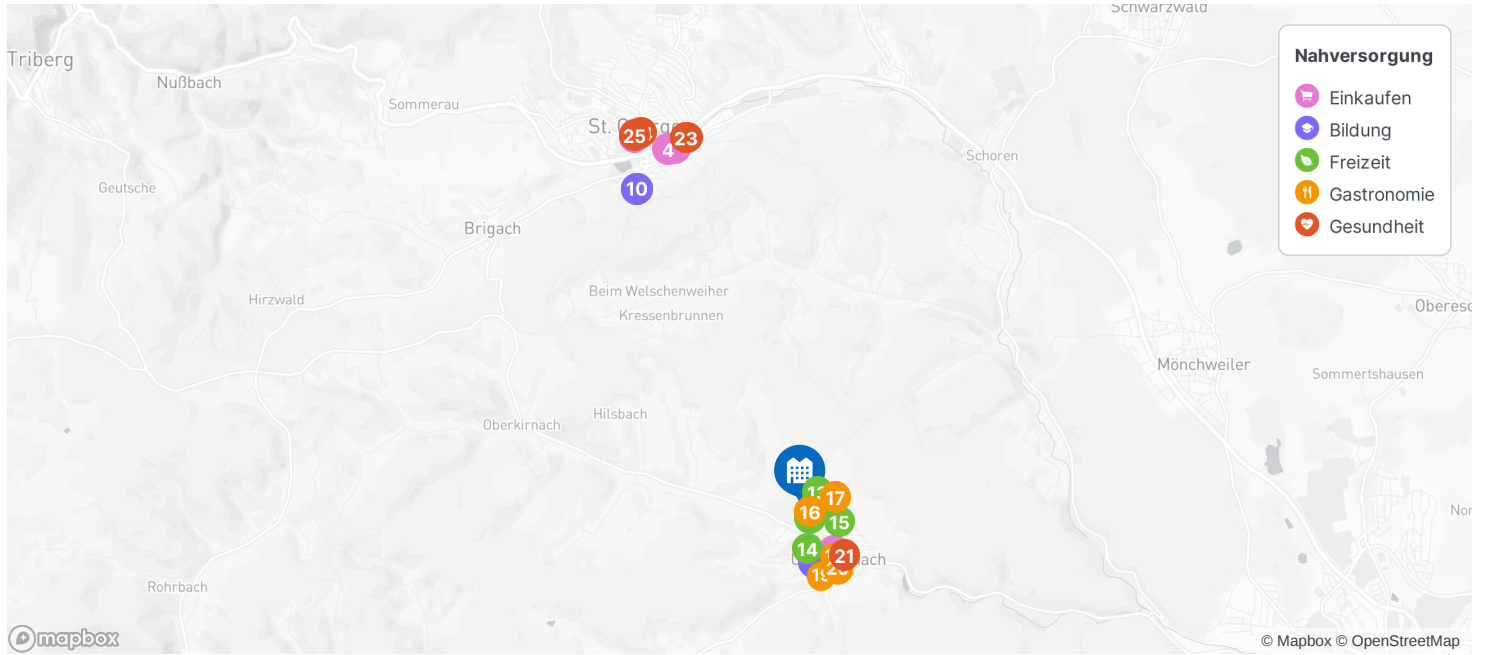 Schwarzwald
Triberg
Nußbach
Sommerau
St.
25
23
4
Schoren
Geutsche
10
Brigach
Nahversorgung
Einkaufen
Bildung
Freizeit
Gastronomie
Gesundheit
Hirzwald
Beim Welschenweiher
Kressenbrunnen
Mönchweiler
Sommertshausen
Hilsbach
Oberkirnach
17
16
15
14
21
19
Rohrbach
mapbox
© Mapbox © OpenStreetMap